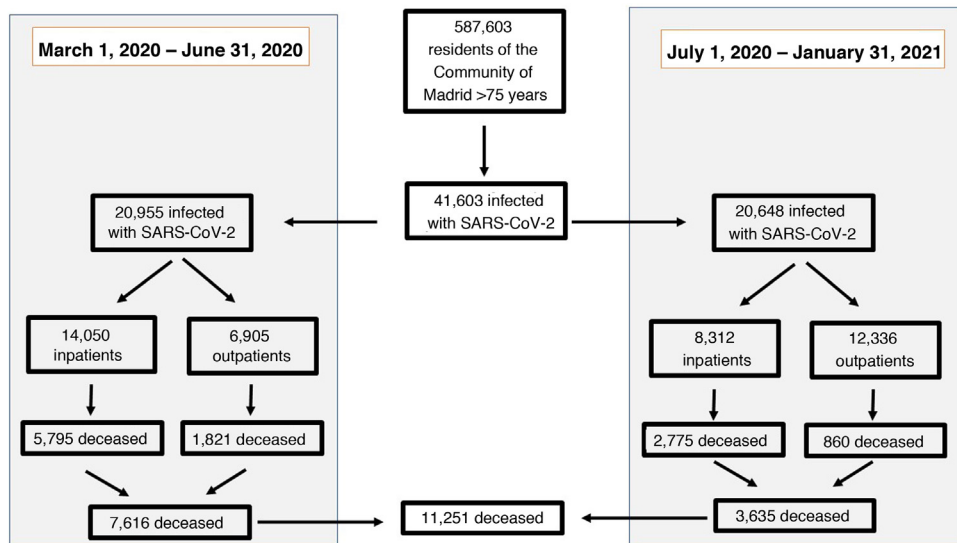 March 1, 2020 – June 31, 2020
587,603
residents of the
Community of
Madrid >75 years
July 1, 2020 – January 31, 2021
20,955 infected
with SARS-CoV-2
41,603 infected
with SARS-CoV-2
20,648 infected
with SARS-CoV-2
14,050
inpatients
6,905
outpatients
8,312
inpatients
12,336
outpatients
5,795 deceased
1,821 deceased
2,775 deceased
860 deceased
7,616 deceased
11,251 deceased
3,635 deceased